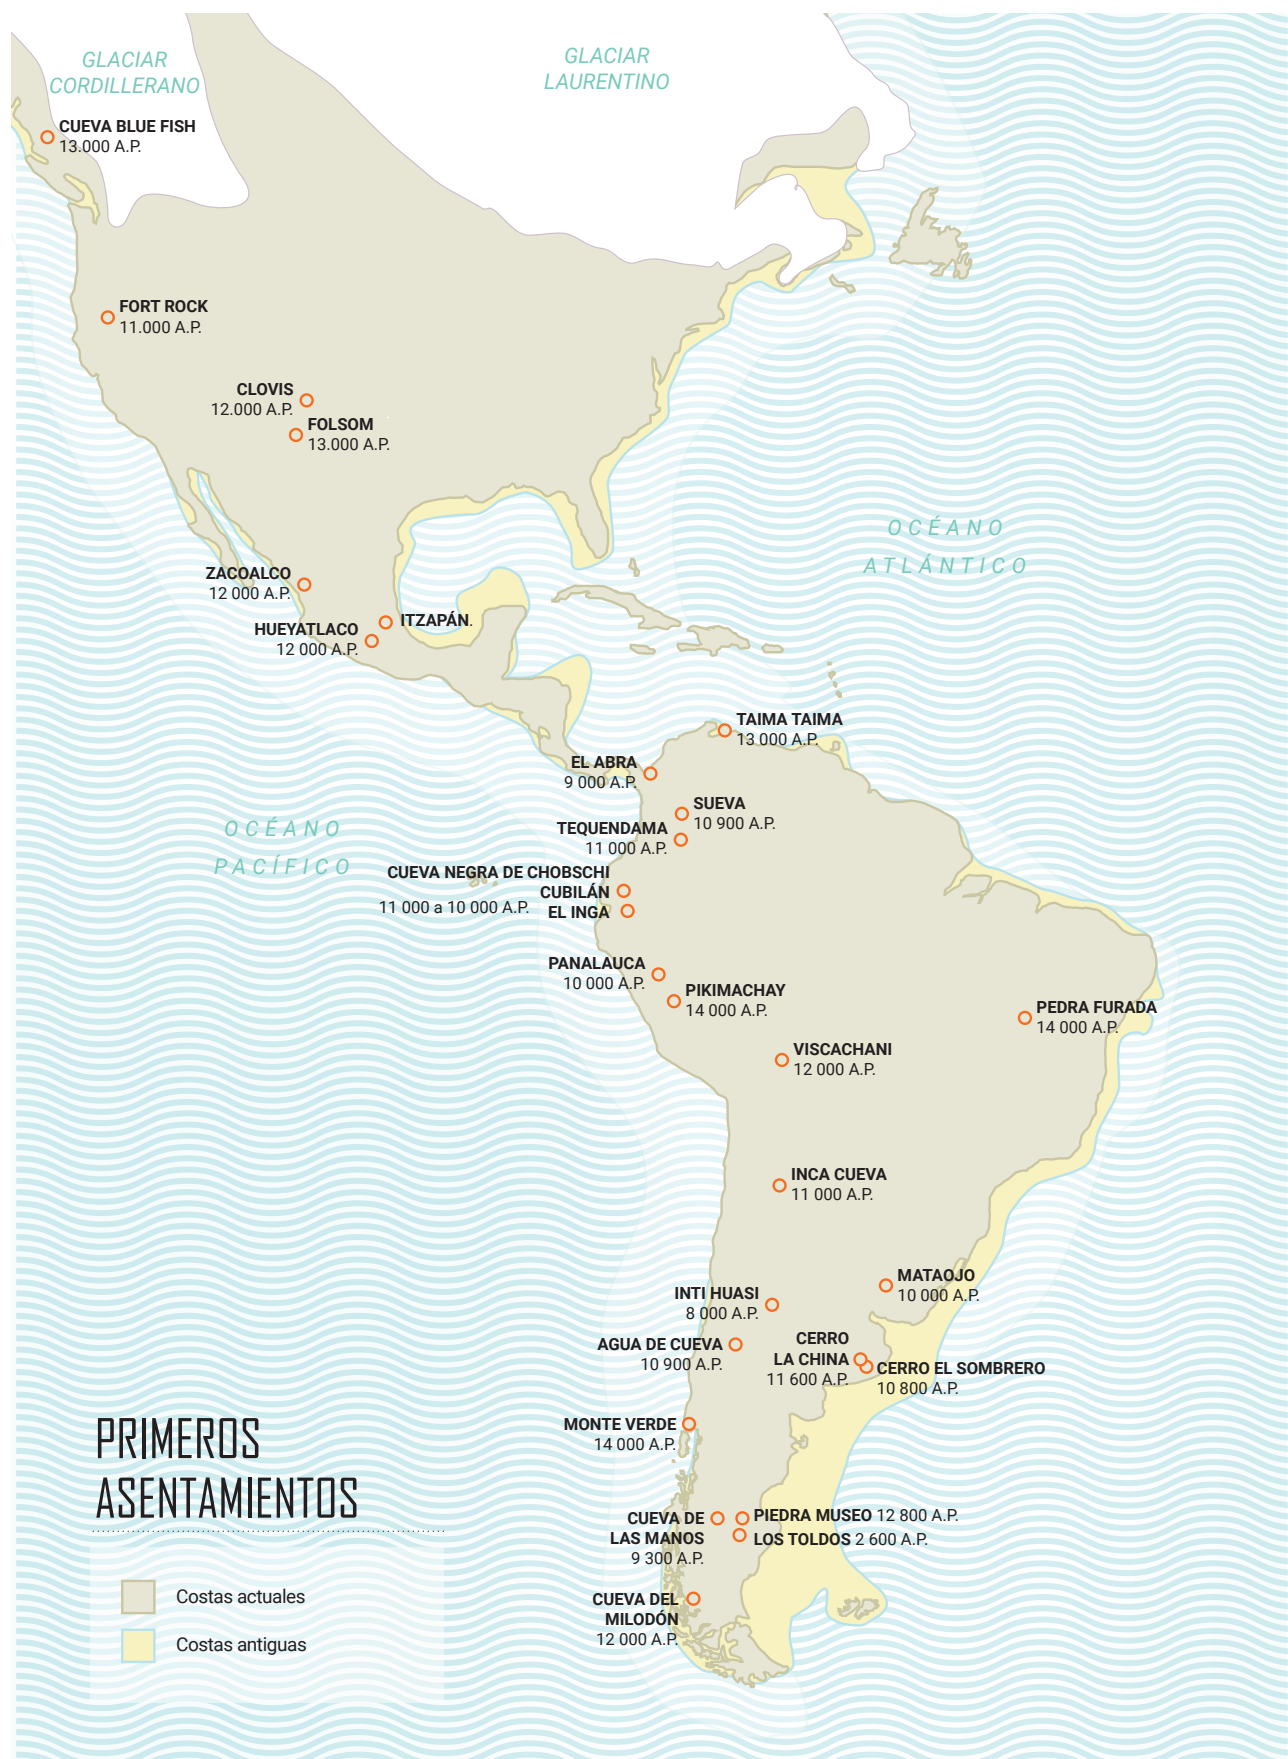 GLACIAR
CORDILLERANO
GLACIAR
LAURENTINO
CUEVA BLUE FISH
13.000 A.P.
FORT ROCK
11.000 A.P.
CLOVIS
12.000 A.P.
FOLSOM
13.000 A.P.
OCÉANO
ATLÁNTICO
ZACOALCO
12 000 A.P.
ITZAPÁN.
HUEYATLACO
12 000 A.P.
TAIMA TAIMA
13 000 A.P.
EL ABRA
9 000 A.P.
SUEVA
10 900 A.P.
TEQUENDAMA
11 000 A.P.
OCÉANO
PACÍFICO
CUEVA NEGRA DE CHOBSCHI
CUBILÁN
11 000 a 10 000 A.P. EL INGA
PANALAUCA
10 000 A.P.
PIKIMACHAY
14 000 A.P.
PEDRA FURADA
14 000 A.P.
VISCACHANI
12 000 A.P.
INCA CUEVA
11 000 A.P.
MATAOJO
10 000 A.P.
INTI HUASI
8 000 A.P.
AGUA DE CUEVA
10 900 A.P.
CERRO
LA CHINA
11 600 A.P.
CERRO EL SOMBRERO
10 800 A.P.
MONTE VERDE
14 000 A.P.
CUEVA DE
LAS MANOS
9 300 A.P.
PIEDRA MUSEO 12 800 A.P.
LOS TOLDOS 2 600 A.P.
CUEVA DEL
MILODÓN
12 000 A.P.
PRIMEROS
ASENTAMIENTOS
Costas actuales
Costas antiguas